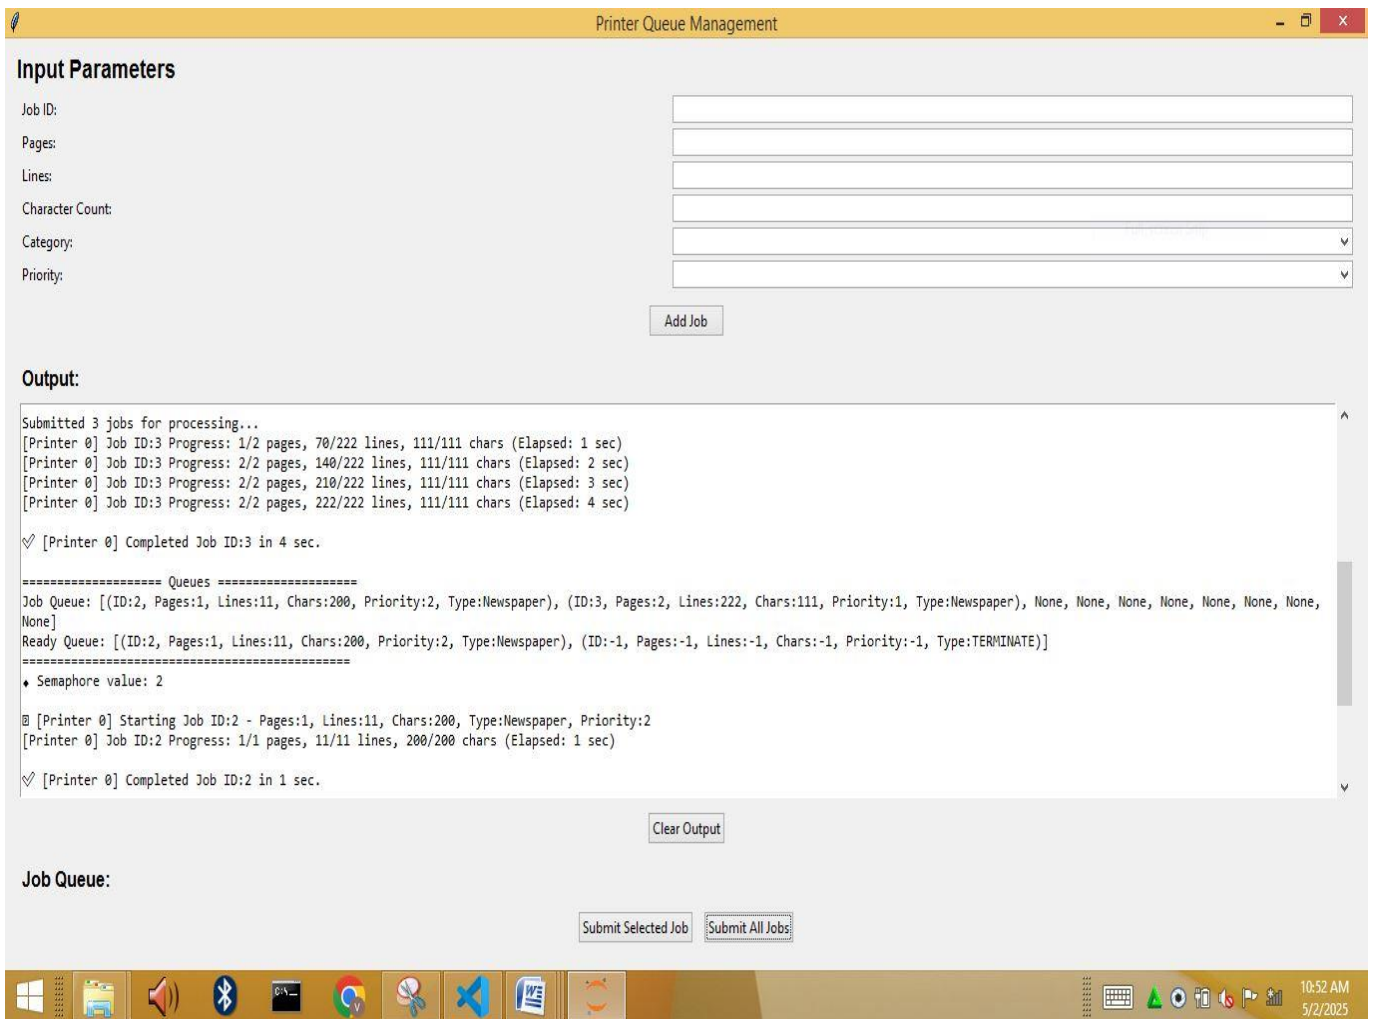 Printer Queue Management
Input Parameters
Job ID:
Pages:
Lines:
Character Count:
Category:
Priority:
Add Job
Output:
Submitted 3 jobs for processing...
[Printer 0] Job ID:3 Progress: 1/2 pages, 70/222 lines, 111/111 chars (Elapsed: 1 sec)
[Printer 0] Job ID:3 Progress: 2/2 pages, 140/222 lines, 111/111 chars (Elapsed: 2 sec)
[Printer 0] Job ID:3 Progress: 2/2 pages, 210/222 lines, 111/111 chars (Elapsed: 3 sec)
[Printer 0] Job ID:3 Progress: 2/2 pages, 222/222 lines, 111/111 chars (Elapsed: 4 sec)
✓ [Printer 0] Completed Job ID:3 in 4 sec.
==================== Queues ====================
Job Queue: [(ID:2, Pages:1, Lines:11, Chars:200, Priority:2, Type:Newspaper), (ID:3, Pages:2, Lines:222, Chars:111, Priority:1, Type:Newspaper), None, None, None, None, None, None, None,
None]
Ready Queue: [(ID:2, Pages:1, Lines:11, Chars:200, Priority:2, Type:Newspaper), (ID:-1, Pages:-1, Lines:-1, Chars:-1, Priority:-1, Type:TERMINATE)]
===============================================
♦ Semaphore value: 2
[Printer 0] Starting Job ID:2 - Pages:1, Lines:11, Chars:200, Type:Newspaper, Priority:2
[Printer 0] Job ID:2 Progress: 1/1 pages, 11/11 lines, 200/200 chars (Elapsed: 1 sec)
✓ [Printer 0] Completed Job ID:2 in 1 sec.
Clear Output
Job Queue:
Submit Selected Job
Submit All Jobs
10:52 AM
5/2/2025